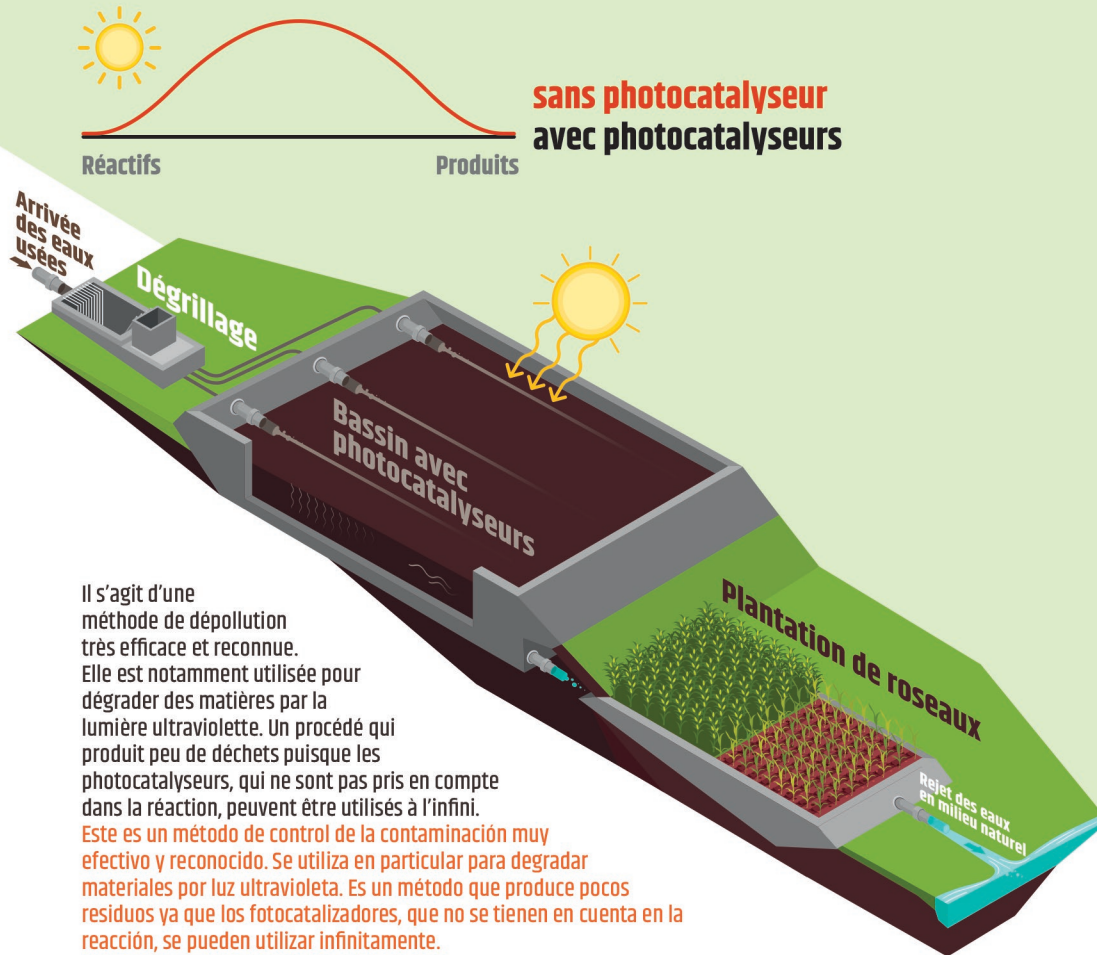 sans photocatalyseur
avec photocatalyseurs
Réactifs
Produits
Arrivée
des eaux
usées
Dégrillage
Bassin avec
photocatalyseurs
Plantation de roseaux
Rejet des eaux
en milieu naturel
Il s’agit d’une
méthode de dépollution
très efficace et reconnue.
Elle est notamment utilisée pour
dégrader des matières par la
lumière ultraviolette. Un procédé qui
produit peu de déchets puisque les
photocatalyseurs, qui ne sont pas pris en compte
dans la réaction, peuvent être utilisés à l’infini.
Este es un método de control de la contaminación muy
efectivo y reconocido. Se utiliza en particular para degradar
materiales por luz ultravioleta. Es un método que produce pocos
residuos ya que los fotocatalizadores, que no se tienen en cuenta en la
reacción, se pueden utilizar infinitamente.